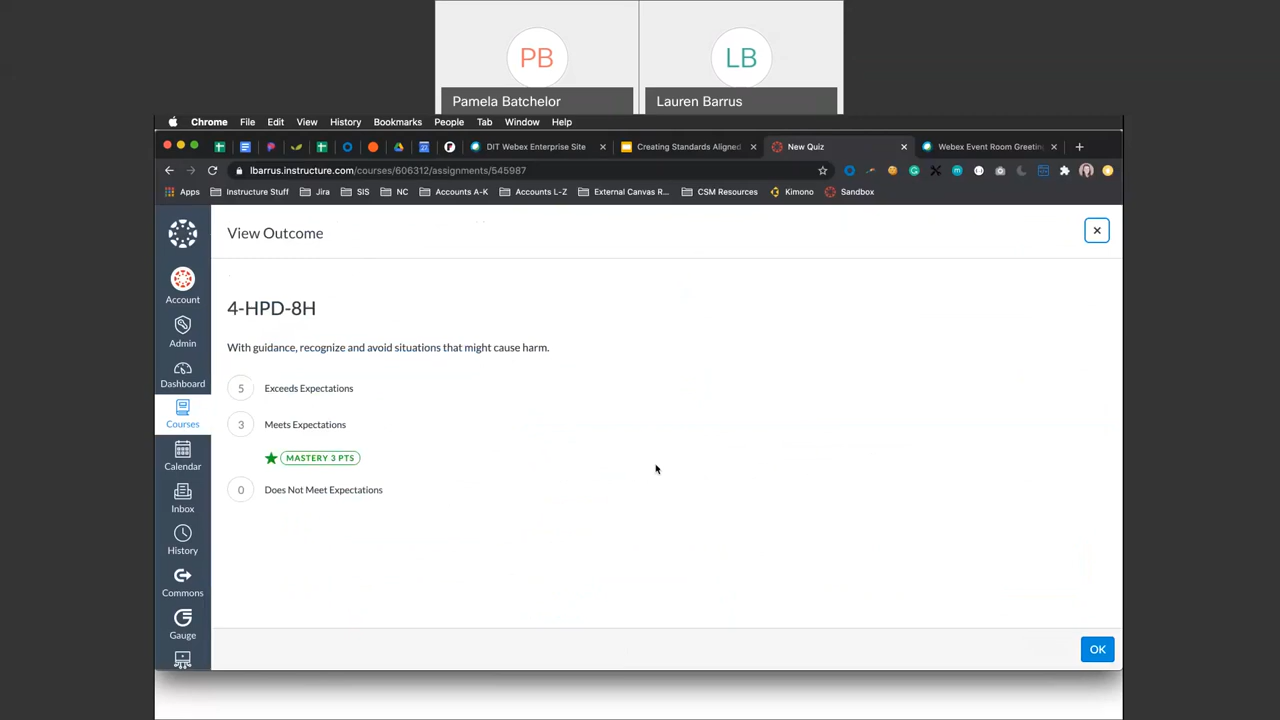 PB
LB
Pamela Batchelor
Lauren Barrus
Chrome File Edit View History Bookmarks People Tab Window Help
DIT Webex Enterprise Site
Creating Standards Aligned
New Quiz
Webex Event Room Greeting
lbarrus.instructure.com/courses/606312/assignments/545987
Apps Instructure Stuff Jira SIS NC Accounts A-K Accounts L-Z External Canvas R... CSM Resources Kimono Sandbox
View Outcome
Account
Admin
Dashboard
Courses
Calendar
Inbox
History
Commons
Gauge
4-HPD-8H
With guidance, recognize and avoid situations that might cause harm.
5 Exceeds Expectations
3 Meets Expectations
MASTERY 3 PTS
0 Does Not Meet Expectations
OK